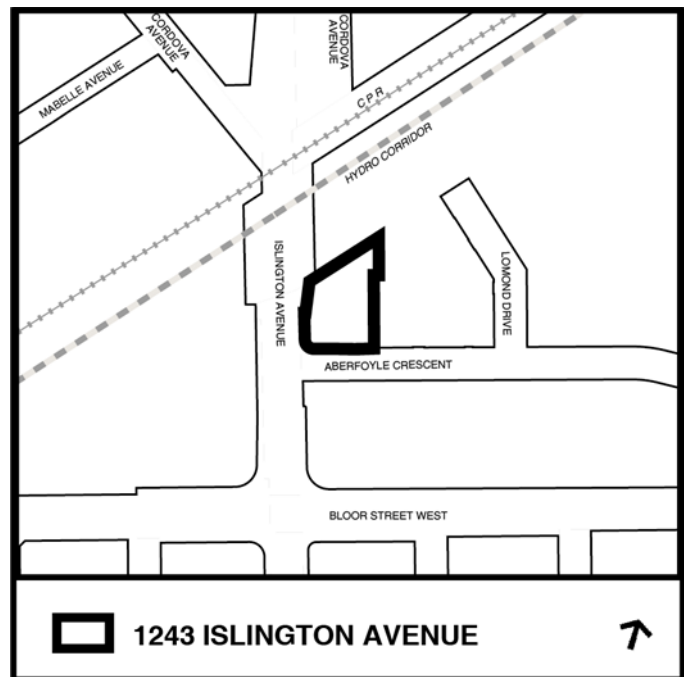 CORDOVA
AVENUE
CORDOVA
AVENUE
MABELLE AVENUE
CPR
HYDRO CORRIDOR
ISLINGTON AVENUE
LOMOND DRIVE
ABERFOYLE CRESCENT
BLOOR STREET WEST
1243 ISLINGTON AVENUE